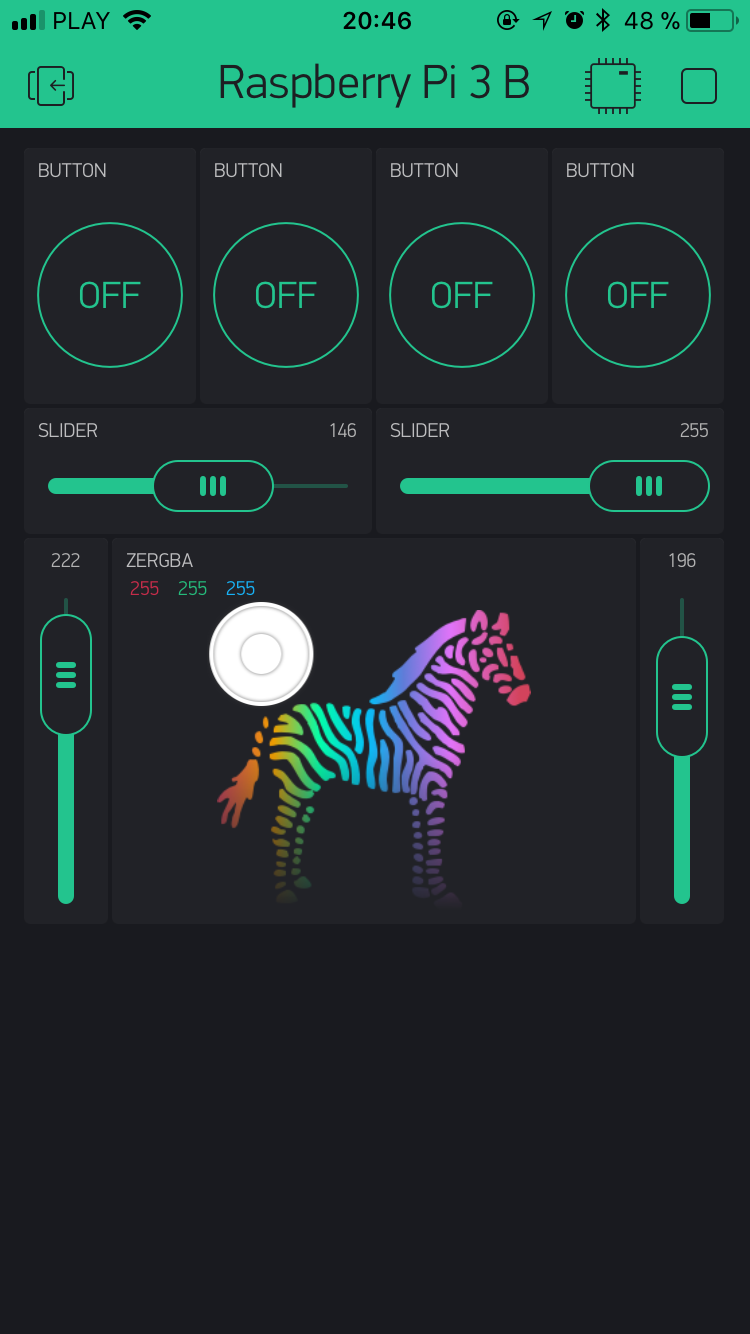 PLAY 20:46 48 %
Raspberry Pi 3 B
BUTTON BUTTON BUTTON BUTTON
OFF OFF OFF OFF
SLIDER 146 SLIDER 255
222 ZERGBA 196
255 255 255